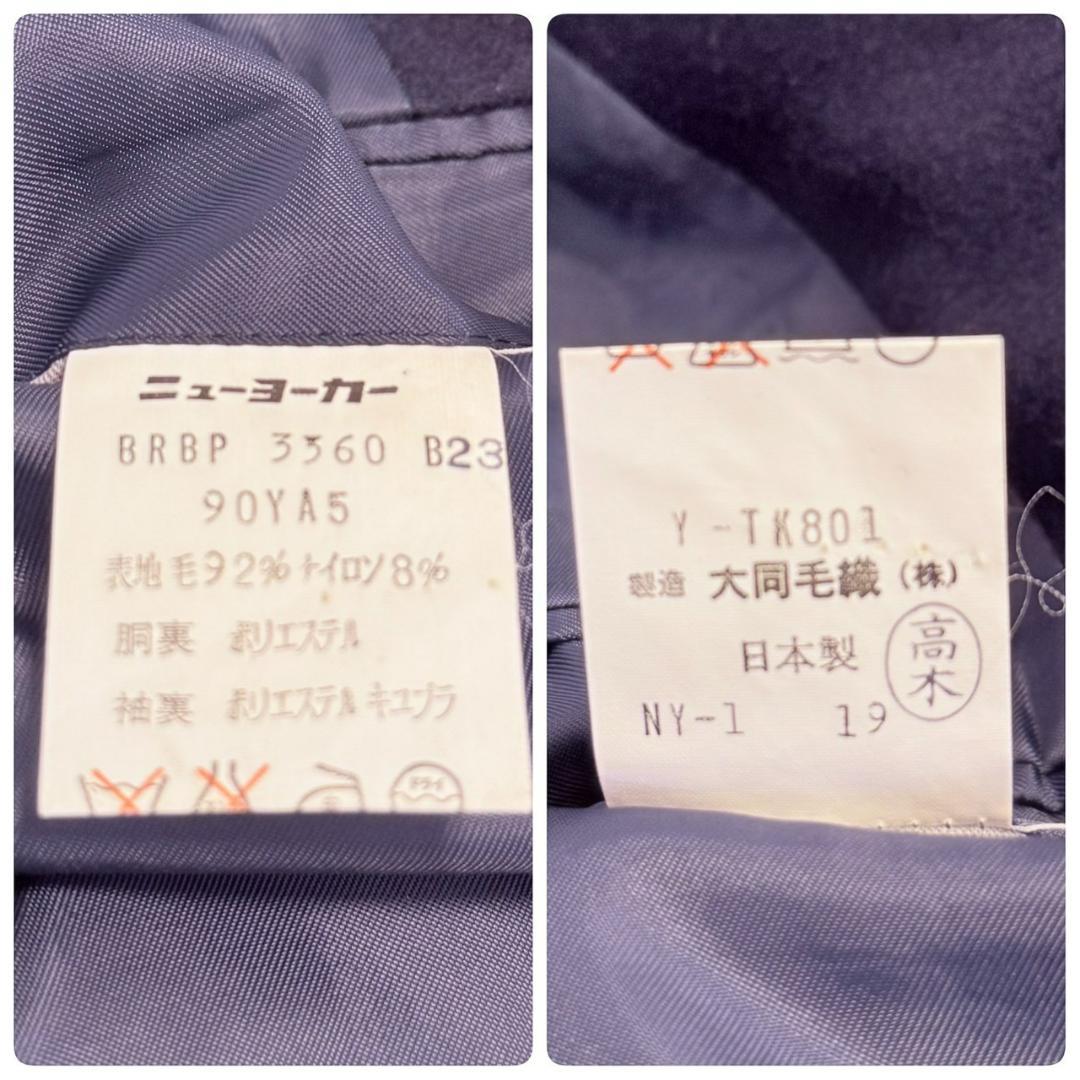 ニューヨーカー
BRBP 3360 B23
90YA5
表地 毛92% ナイロン8%
胴裏 ポリエステル
袖裏 ポリエステル キュプラ
ドライ
Y-TK801
製造 大同毛織(株)
日本製
高木
NY-1 19